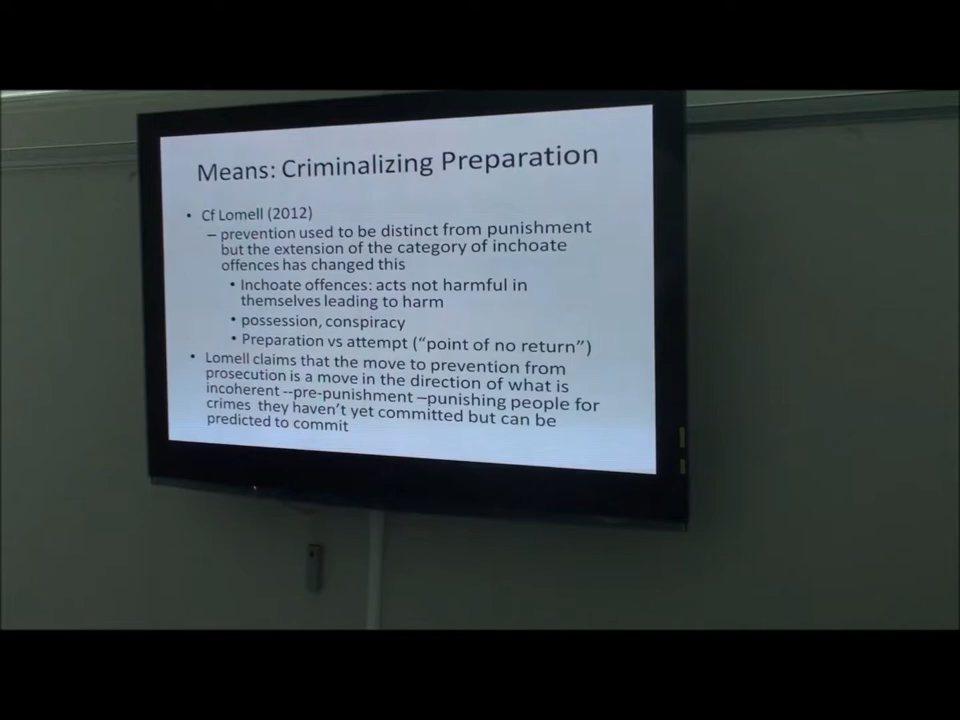 Means: Criminalizing Preparation
• Cf Lomell (2012)
– prevention used to be distinct from punishment
but the extension of the category of inchoate
offences has changed this
• Inchoate offences: acts not harmful in
themselves leading to harm
• possession, conspiracy
• Preparation vs attempt (“point of no return”)
• Lomell claims that the move to prevention from
prosecution is a move in the direction of what is
incoherent --pre-punishment –punishing people for
crimes they haven’t yet committed but can be
predicted to commit